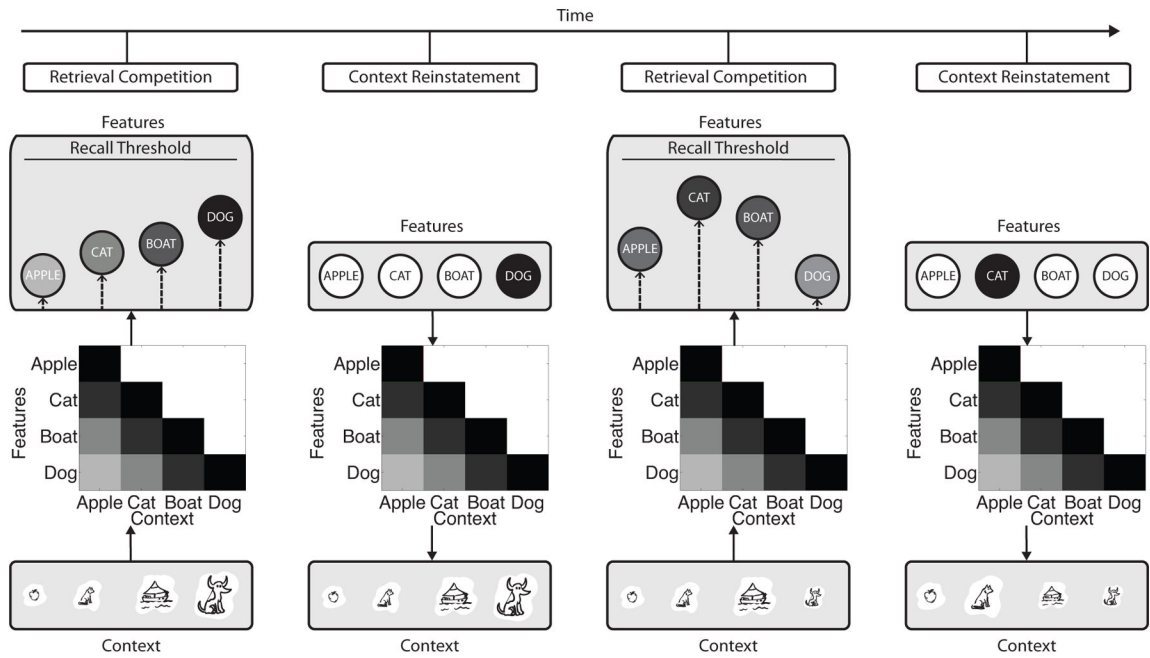 Time
Retrieval Competition
Context Reinstatement
Retrieval Competition
Context Reinstatement
Features
Recall Threshold
APPLE
CAT
BOAT
DOG
Features
Apple
Cat
Boat
Dog
Apple Cat Boat Dog
Context
Context
Features
APPLE CAT BOAT DOG
Features
Apple
Cat
Boat
Dog
Apple Cat Boat Dog
Context
Context
Features
Recall Threshold
APPLE
CAT
BOAT
DOG
Features
Apple
Cat
Boat
Dog
Apple Cat Boat Dog
Context
Context
Features
APPLE CAT BOAT DOG
Features
Apple
Cat
Boat
Dog
Apple Cat Boat Dog
Context
Context